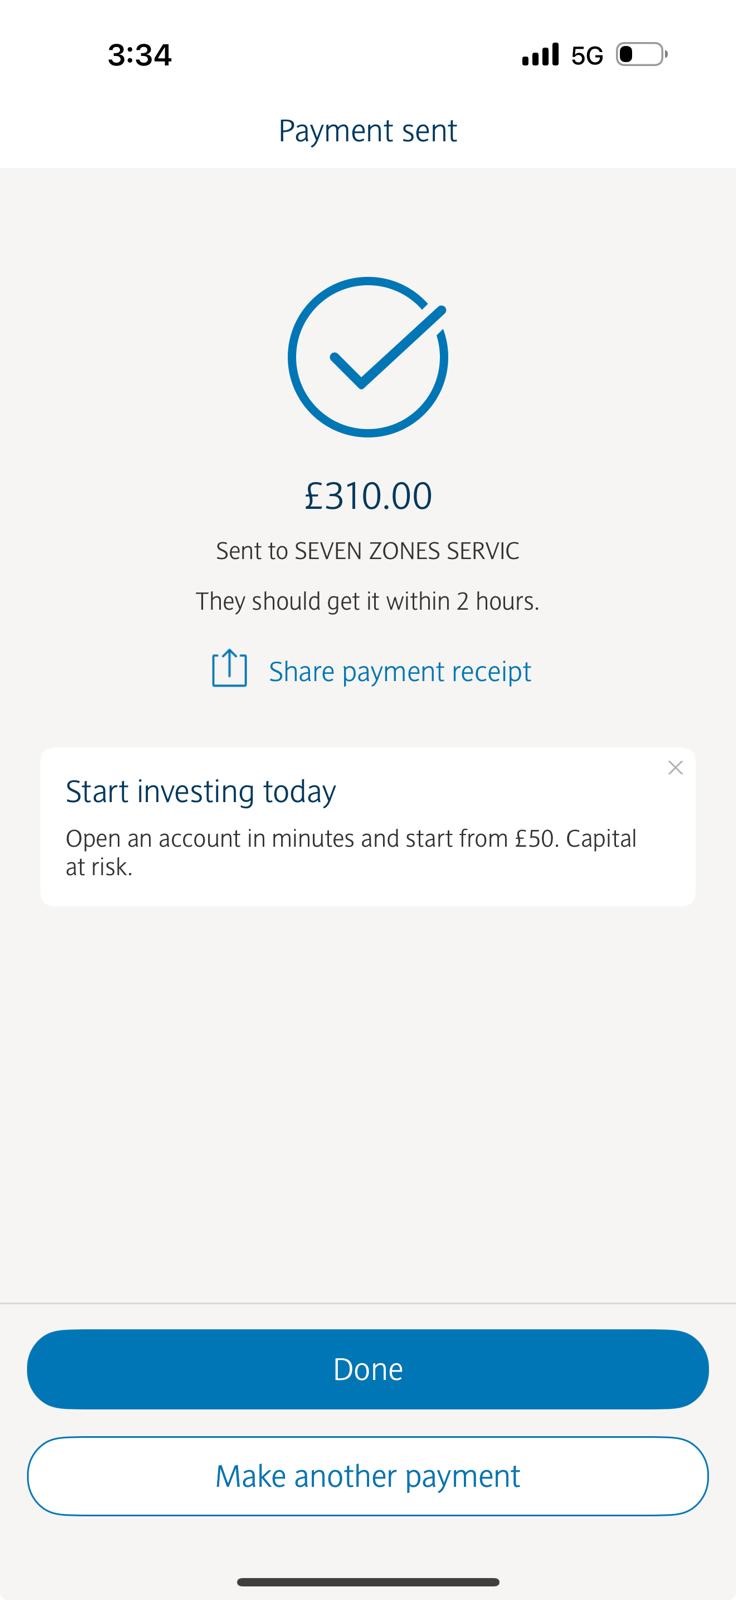 3:34
5G
Payment sent
£310.00
Sent to SEVEN ZONES SERVIC
They should get it within 2 hours.
Share payment receipt
Start investing today
Open an account in minutes and start from £50. Capital
at risk.
Done
Make another payment